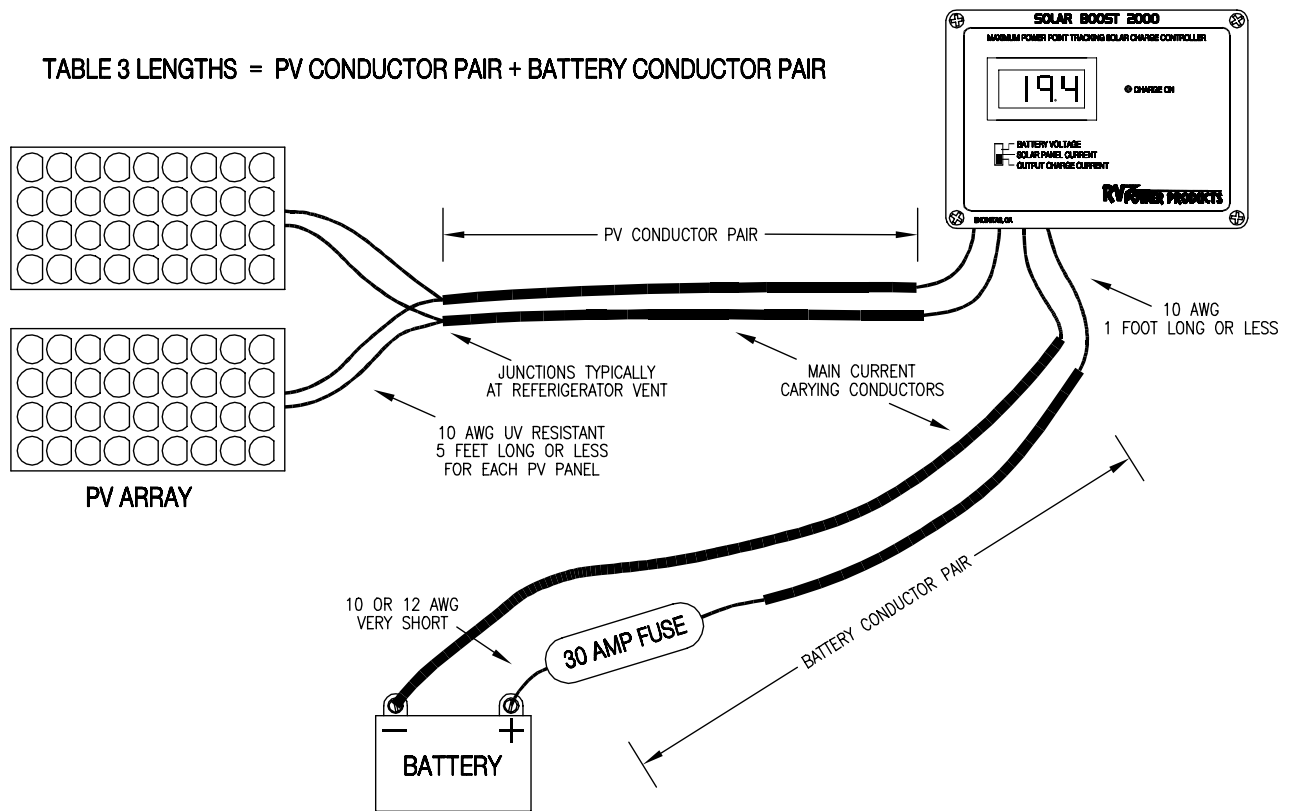 SOLAR BOOST 2000
MAXIMUM POWER POINT TRACKING SOLAR CHARGE CONTROLLER
TABLE 3 LENGTHS = PV CONDUCTOR PAIR + BATTERY CONDUCTOR PAIR
19.4
CHARGE ON
BATTERY VOLTAGE
SOLAR PANEL CURRENT
OUTPUT CHARGE CURRENT
RV POWER PRODUCTS
PV CONDUCTOR PAIR
10 AWG
1 FOOT LONG OR LESS
JUNCTIONS TYPICALLY
AT REFERIGERATOR VENT
MAIN CURRENT
CARYING CONDUCTORS
10 AWG UV RESISTANT
5 FEET LONG OR LESS
FOR EACH PV PANEL
PV ARRAY
BATTERY CONDUCTOR PAIR
10 OR 12 AWG
VERY SHORT
30 AMP FUSE
− +
BATTERY